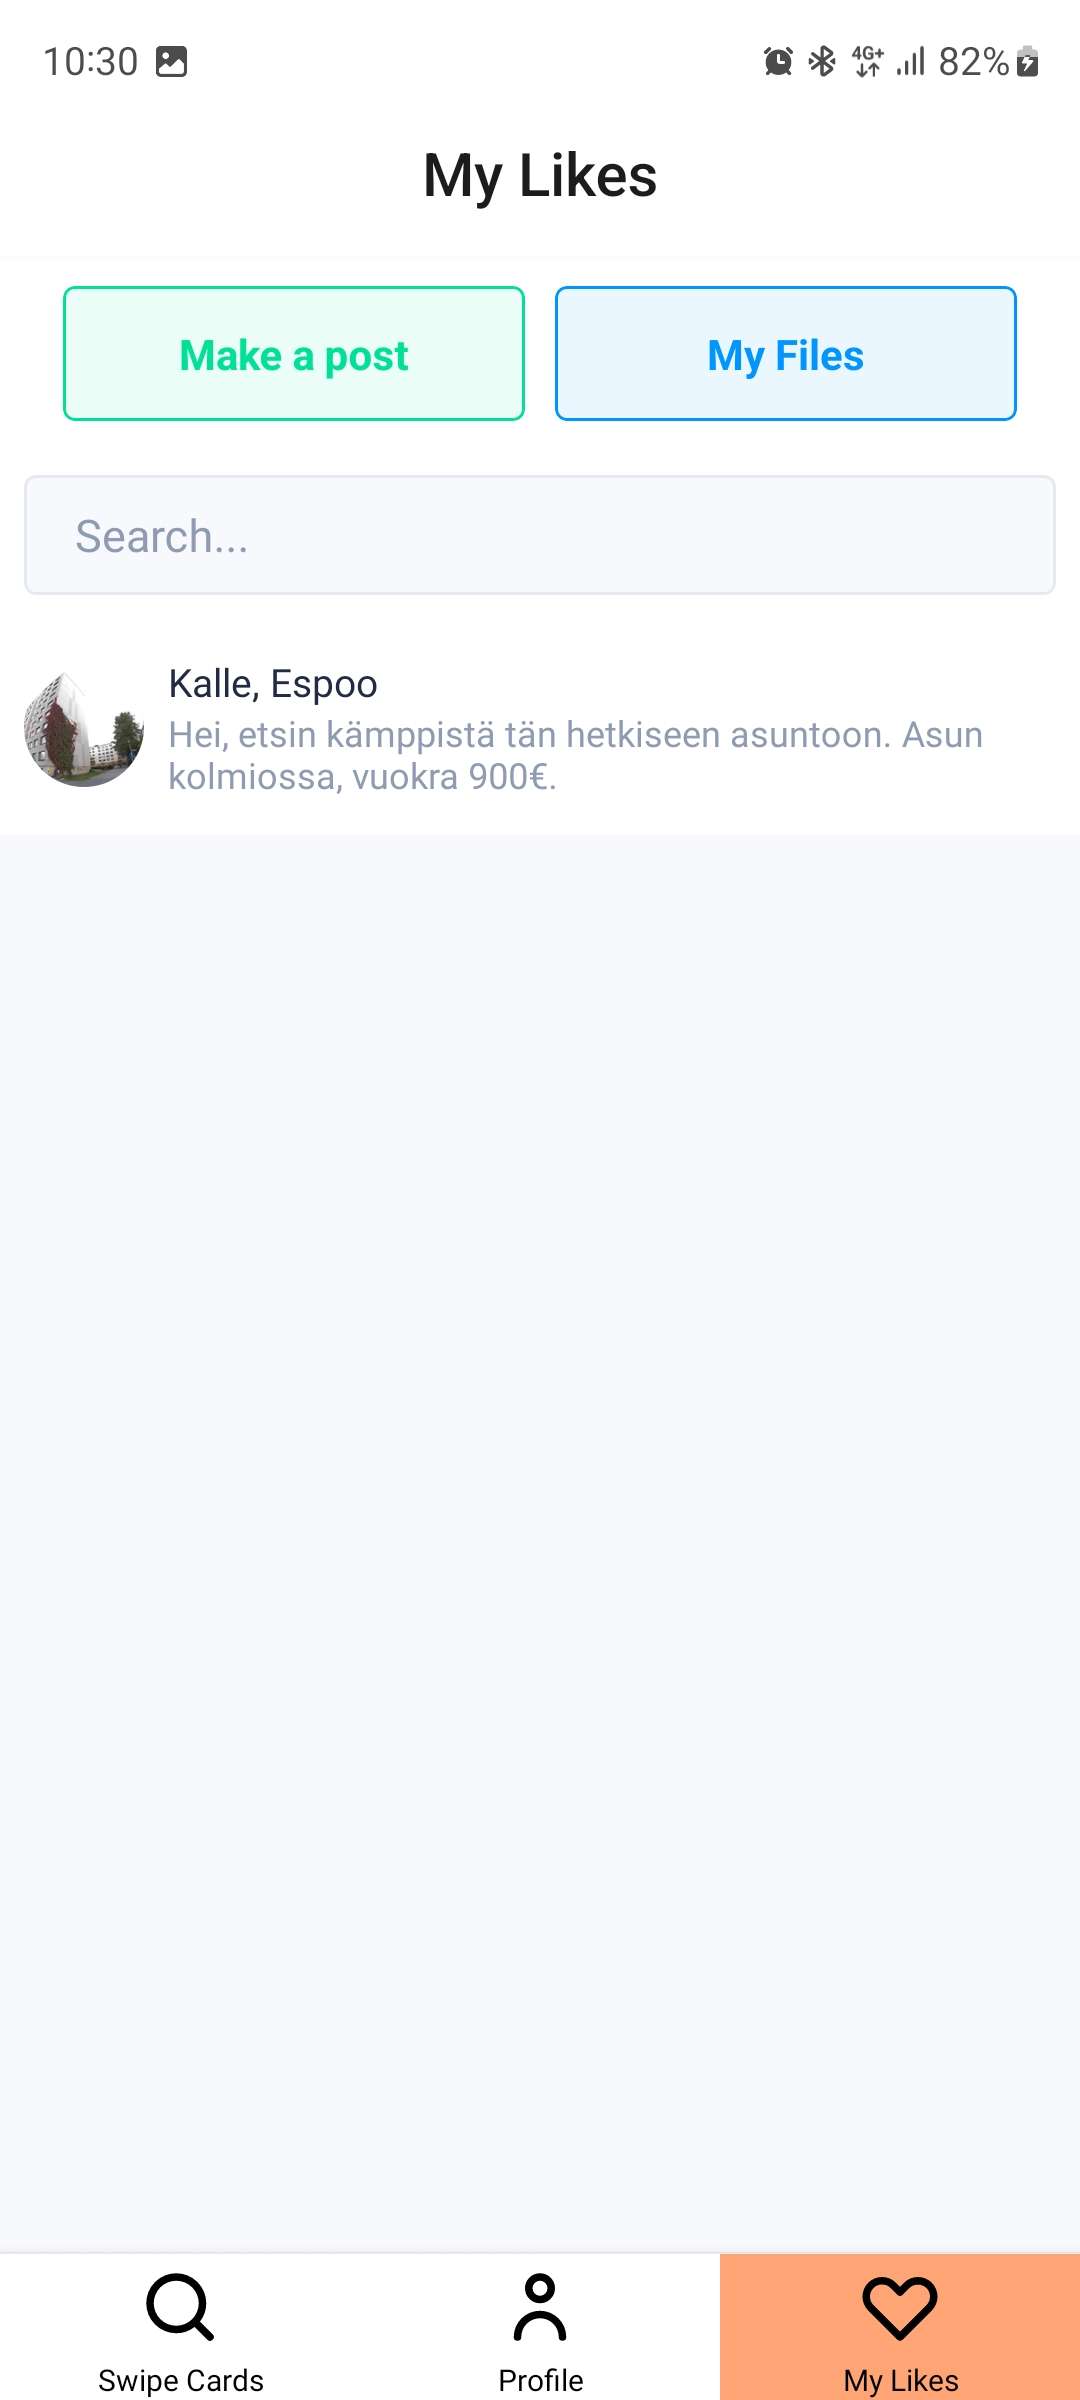 10:30
4G+ 82%
My Likes
Make a post
My Files
Search...
Kalle, Espoo
Hei, etsin kämppistä tän hetkiseen asuntoon. Asun
kolmiossa, vuokra 900€.
Swipe Cards
Profile
My Likes